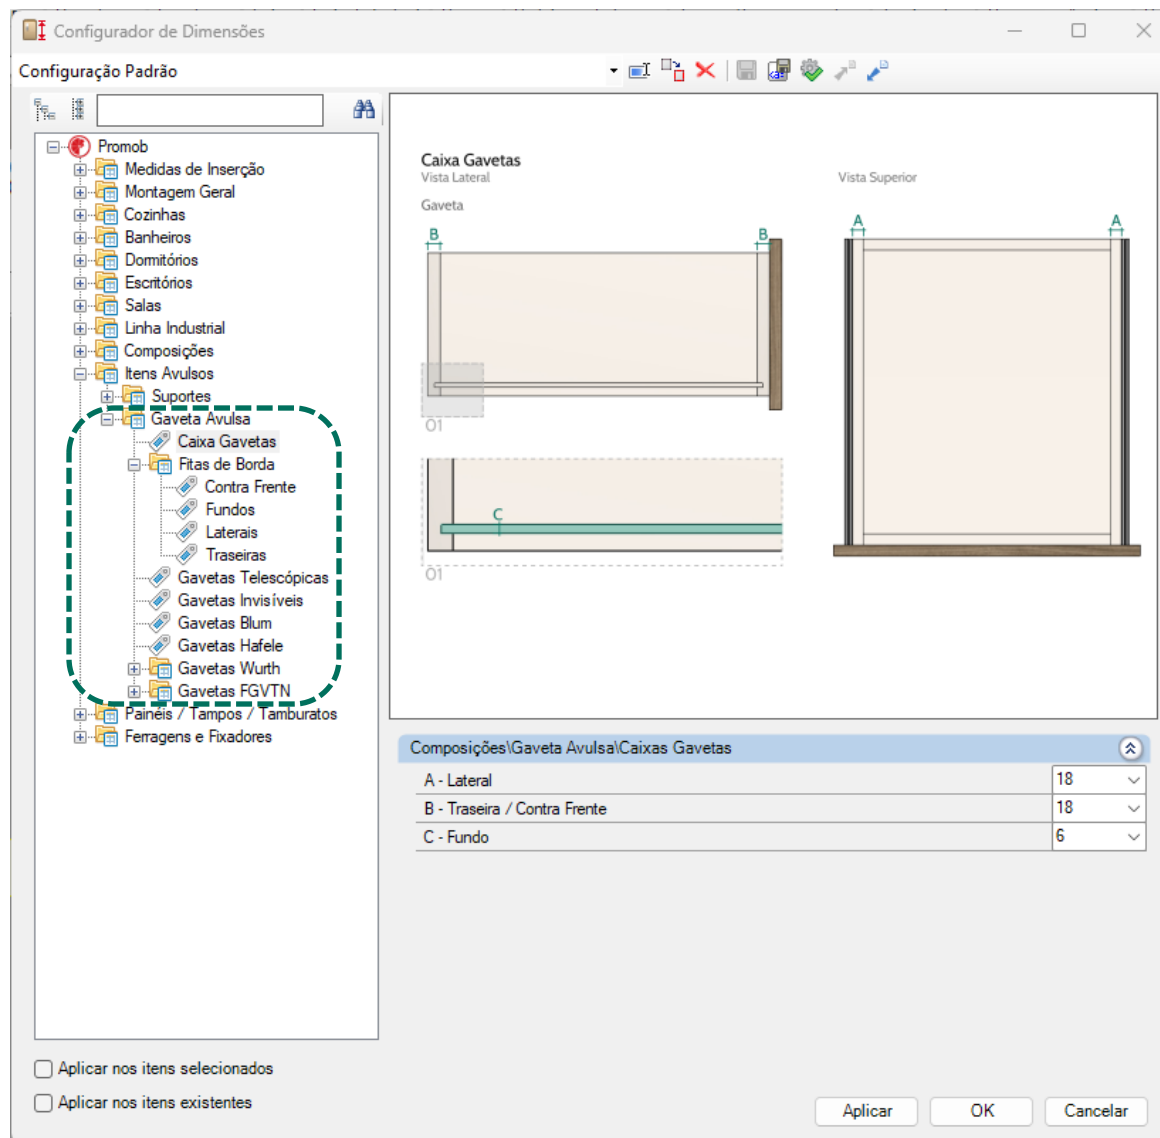 Configurador de Dimensões
Configuração Padrão
Promob
Medidas de Inserção
Montagem Geral
Cozinhas
Banheiros
Dormitórios
Escritórios
Salas
Linha Industrial
Composições
Itens Avulsos
Suportes
Gaveta Avulsa
Caixa Gavetas
Fitas de Borda
Contra Frente
Fundos
Laterais
Traseiras
Gavetas Telescópicas
Gavetas Invisíveis
Gavetas Blum
Gavetas Hafele
Gavetas Wurth
Gavetas FGVTN
Painéis / Tampos / Tamburatos
Ferragens e Fixadores
Caixa Gavetas
Vista Lateral
Vista Superior
Gaveta
B B
A A
O1
C
O1
Composições\Gaveta Avulsa\Caixas Gavetas
A - Lateral 18
B - Traseira / Contra Frente 18
C - Fundo 6
Aplicar nos itens selecionados
Aplicar nos itens existentes
Aplicar OK Cancelar